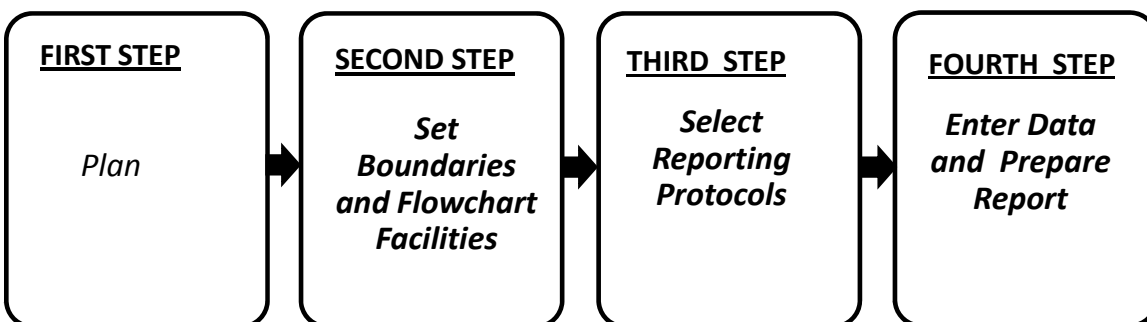 FIRST STEP
Plan
SECOND STEP
Set
Boundaries
and Flowchart
Facilities
THIRD  STEP
Select
Reporting
Protocols
FOURTH  STEP
Enter Data
and  Prepare
Report